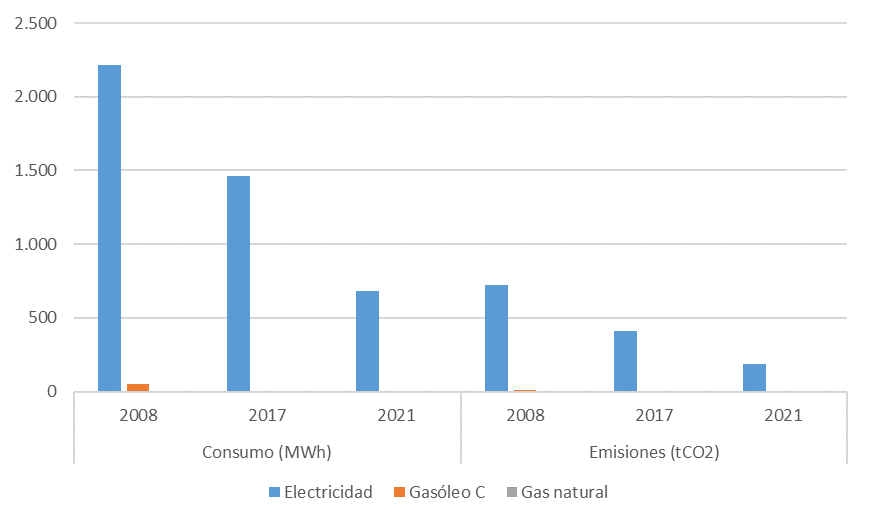 2.500
2.000
1.500
1.000
500
0
2008 2017 2021 2008 2017 2021
Consumo (MWh) Emisiones (tCO2)
Electricidad Gasóleo C Gas natural